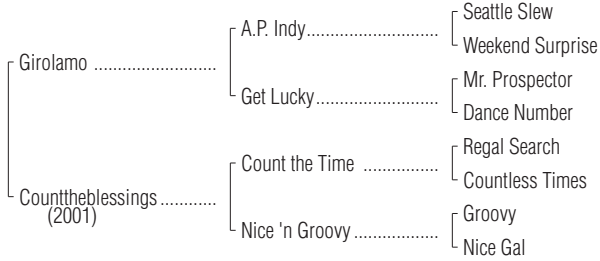 Seattle Slew
A.P. Indy..............................
Weekend Surprise
Girolamo ............................
Mr. Prospector
Get Lucky............................
Dance Number
Regal Search
Count the Time .................
Counttheblessings.............
Countless Times
(2001)
Groovy
Nice 'n Groovy...................
Nice Gal